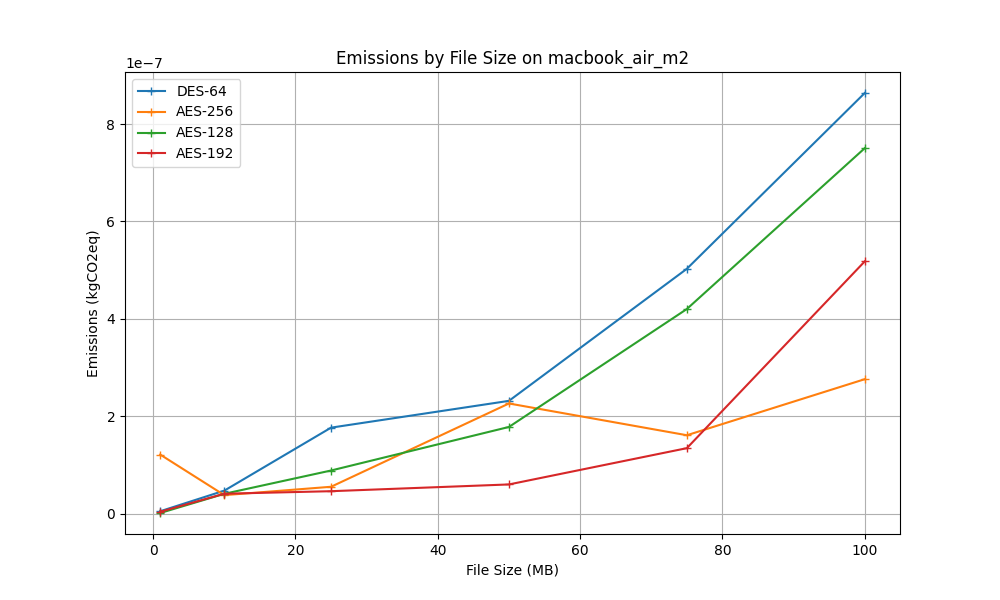 Emissions by File Size on macbook_air_m2
1e−7
DES-64
AES-256
AES-128
AES-192
8
6
4
2
0
Emissions (kgCO2eq)
0 20 40 60 80 100
File Size (MB)